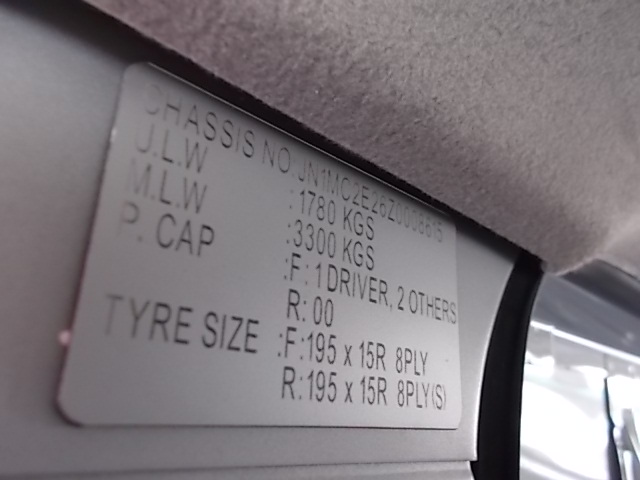 CHASSIS NO:JN1MC2E26Z0008615
U.L.W :1780 KGS
M.L.W :3300 KGS
P. CAP :F: 1 DRIVER, 2 OTHERS
R: 00
TYRE SIZE :F: 195 x 15R 8PLY
R: 195 x 15R 8PLY(S)